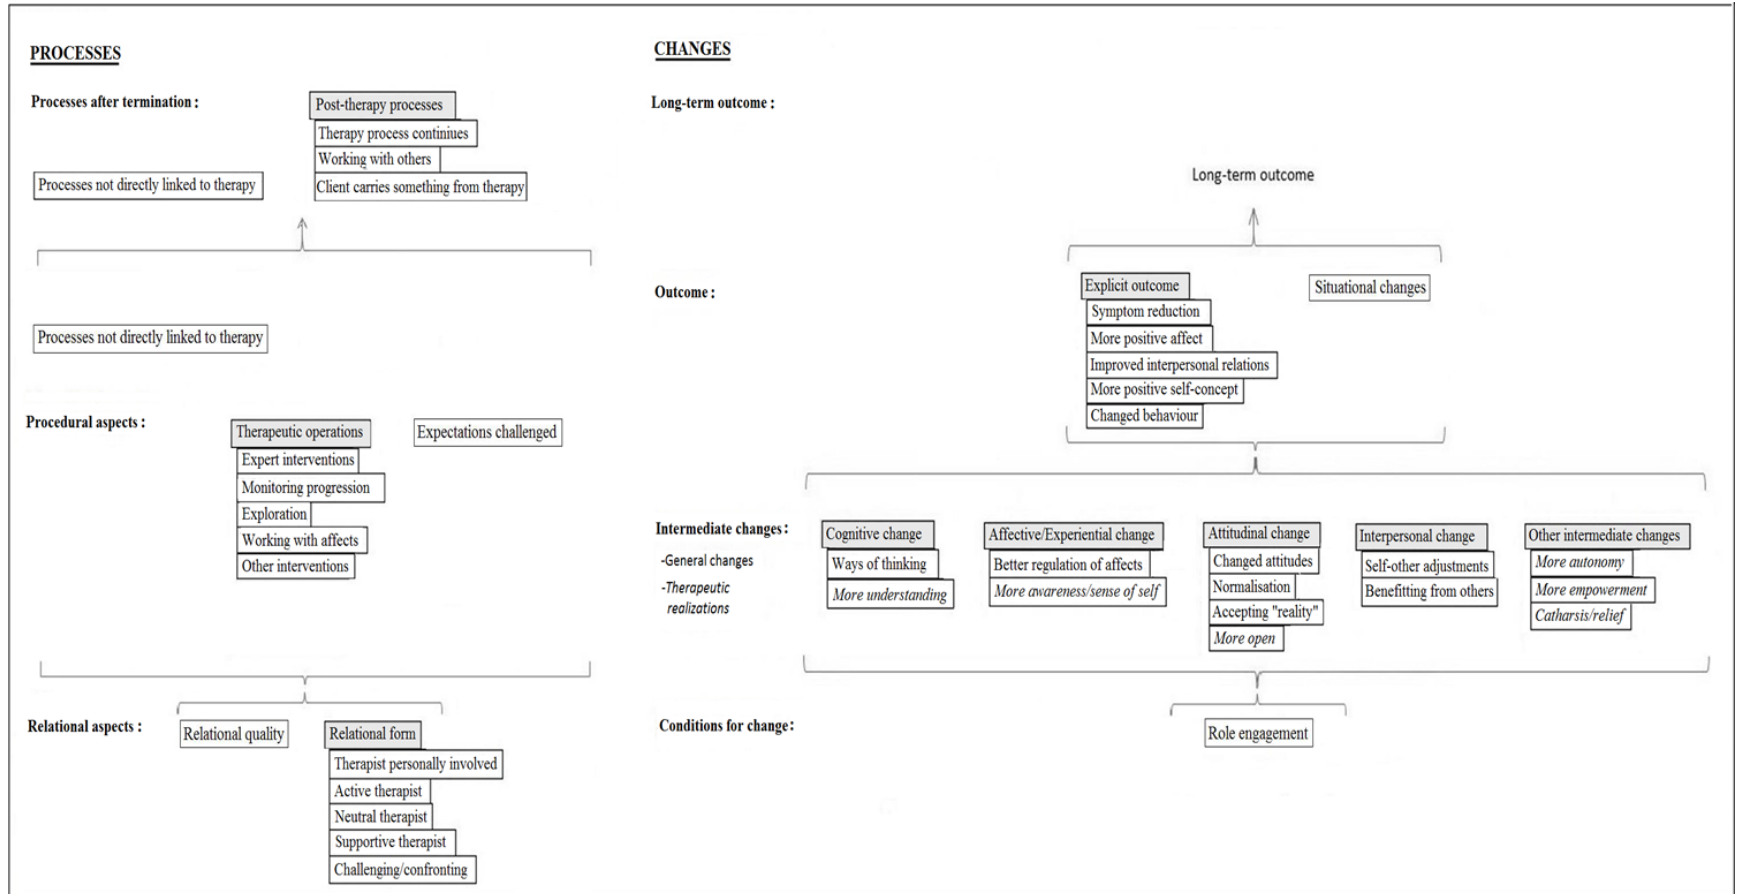 PROCESSES
Processes after termination :
Post-therapy processes
Therapy process continiues
Working with others
Client carries something from therapy
Processes not directly linked to therapy
Processes not directly linked to therapy
Procedural aspects :
Therapeutic operations
Expert interventions
Monitoring progression
Exploration
Working with affects
Other interventions
Expectations challenged
Relational aspects :
Relational quality
Relational form
Therapist personally involved
Active therapist
Neutral therapist
Supportive therapist
Challenging/confronting
CHANGES
Long-term outcome :
Long-term outcome
Outcome :
Explicit outcome
Symptom reduction
More positive affect
Improved interpersonal relations
More positive self-concept
Changed behaviour
Situational changes
Intermediate changes :
-General changes
-Therapeutic
realizations
Cognitive change
Ways of thinking
More understanding
Affective/Experiential change
Better regulation of affects
More awareness/sense of self
Attitudinal change
Changed attitudes
Normalisation
Accepting "reality"
More open
Interpersonal change
Self-other adjustments
Benefitting from others
Other intermediate changes
More autonomy
More empowerment
Catharsis/relief
Conditions for change:
Role engagement